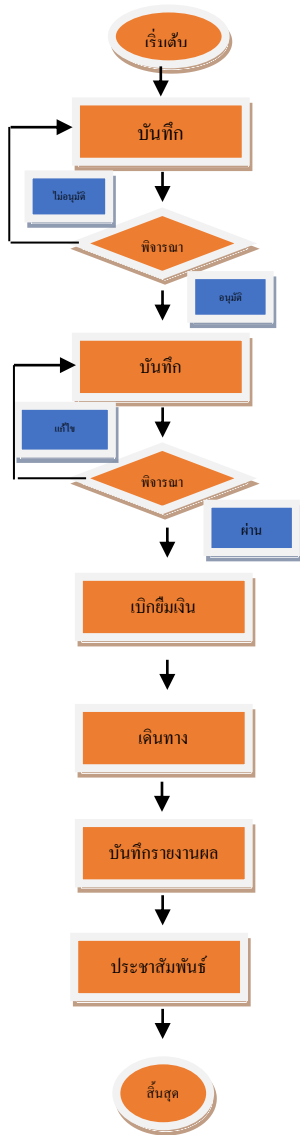 เริ่มต้น
บันทึก
ไม่อนุมัติ
พิจารณา
อนุมัติ
บันทึก
แก้ไข
พิจารณา
ผ่าน
เบิกยืมเงิน
เดินทาง
บันทึกรายงานผล
ประชาสัมพันธ์
สิ้นสุด